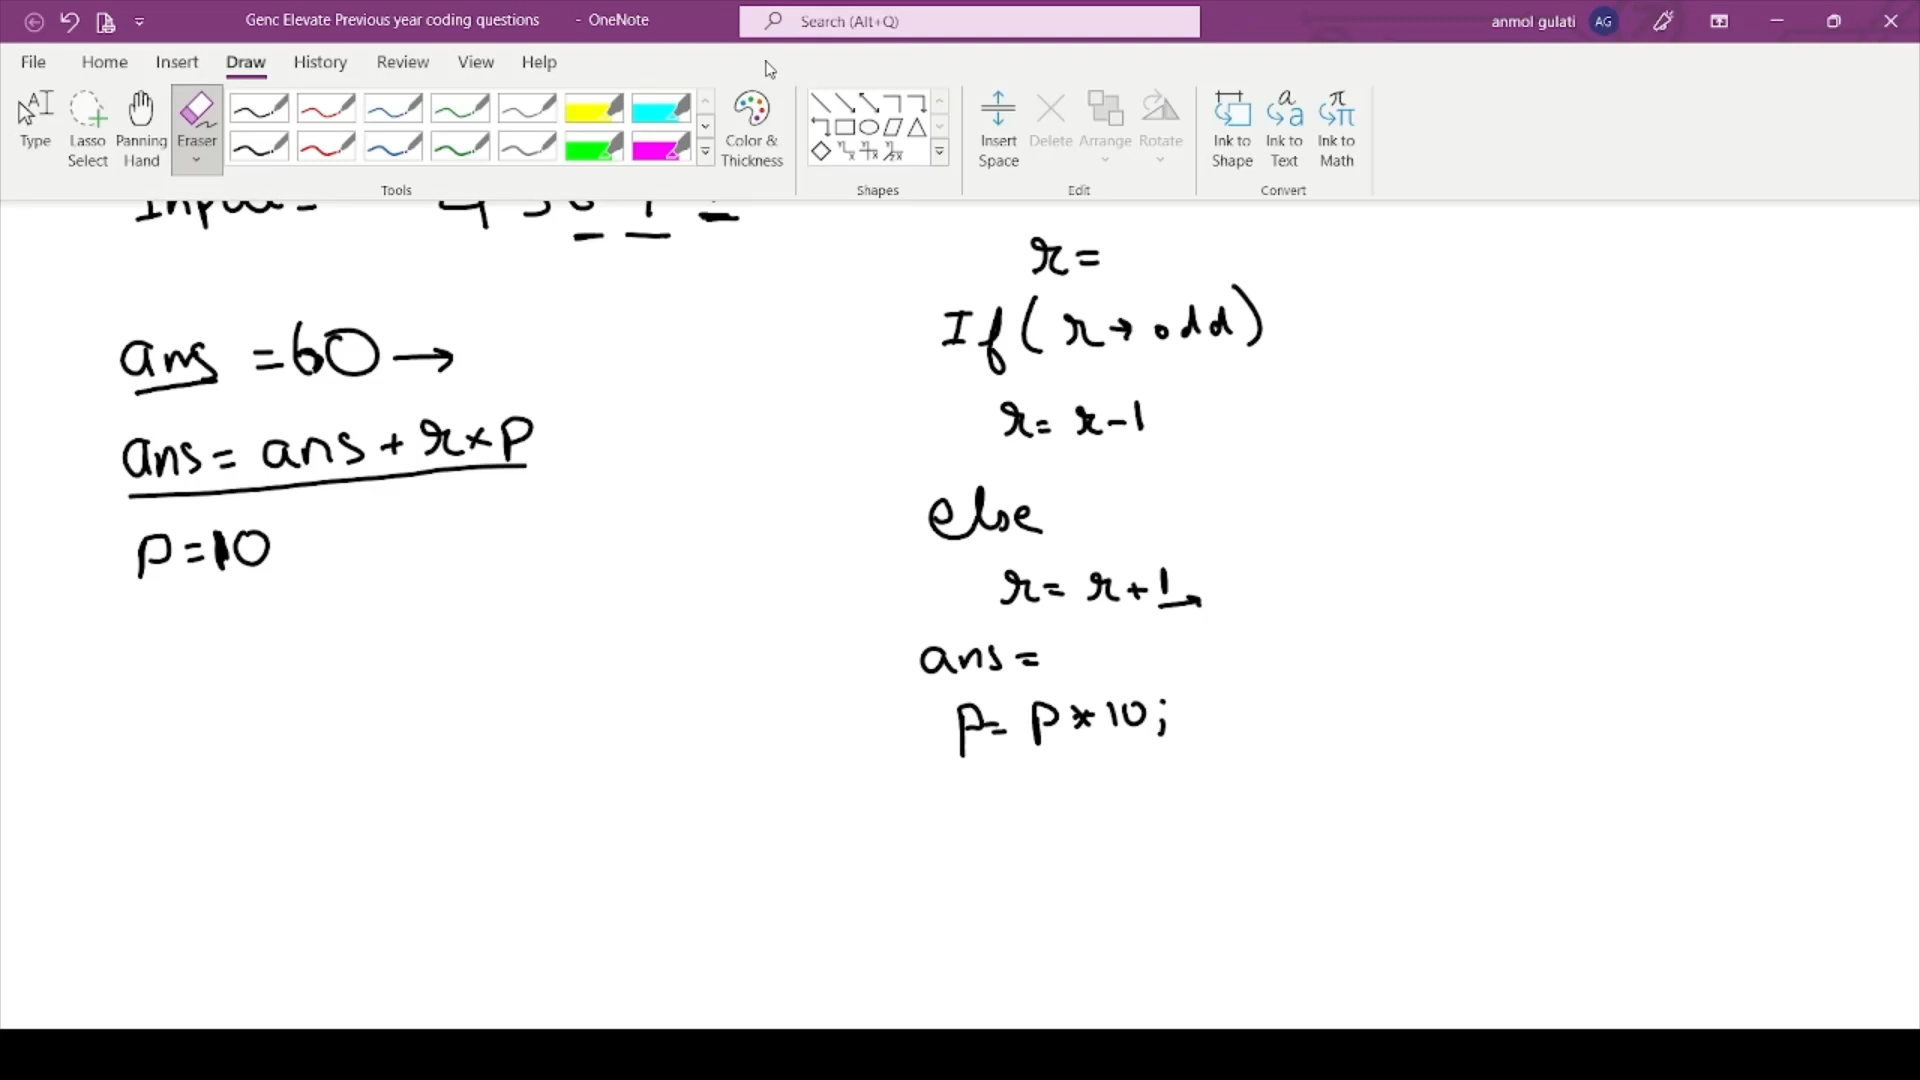 Genc Elevate Previous year coding questions - OneNote
Search (Alt+Q)
anmol gulati AG
File Home Insert Draw History Review View Help
Type
Lasso Select
Panning Hand
Eraser
Color & Thickness
Insert Space
Delete
Arrange
Rotate
Ink to Shape
Ink to Text
Ink to Math
Tools
Shapes
Edit
Convert
ans = 60 →
ans = ans + r × p
p = 10
r =
If ( r → odd )
r = r - 1
else
r = r + 1
ans =
p = p * 10 ;